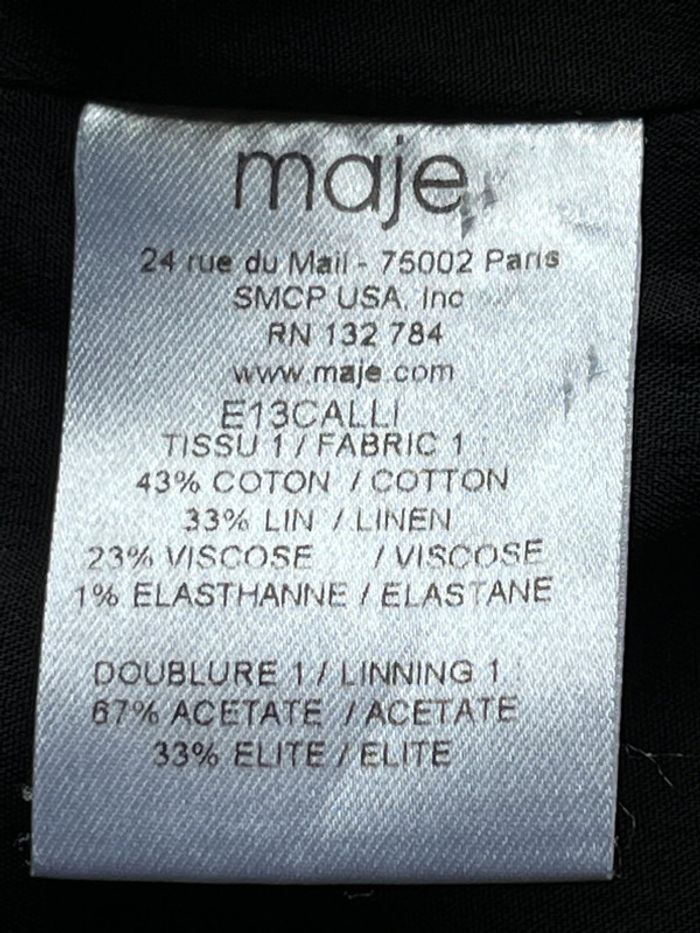 maje
24 rue du Mail - 75002 Paris
SMCP USA, Inc
RN 132 784
www.maje.com
E13CALLI
TISSU 1 / FABRIC 1 :
43% COTON / COTTON
33% LIN / LINEN
23% VISCOSE / VISCOSE
1% ELASTHANNE / ELASTANE
DOUBLURE 1 / LINNING 1 :
67% ACETATE / ACETATE
33% ELITE / ELITE